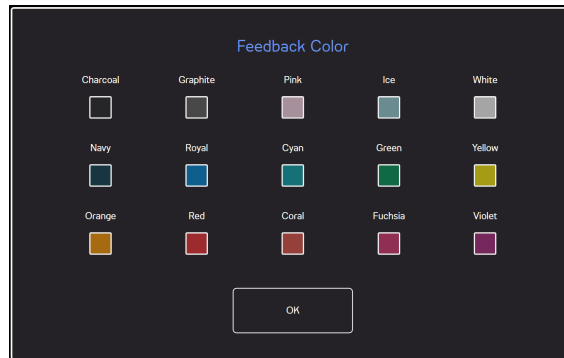 Feedback Color
Charcoal Graphite Pink Ice White
Navy Royal Cyan Green Yellow
Orange Red Coral Fuchsia Violet
OK